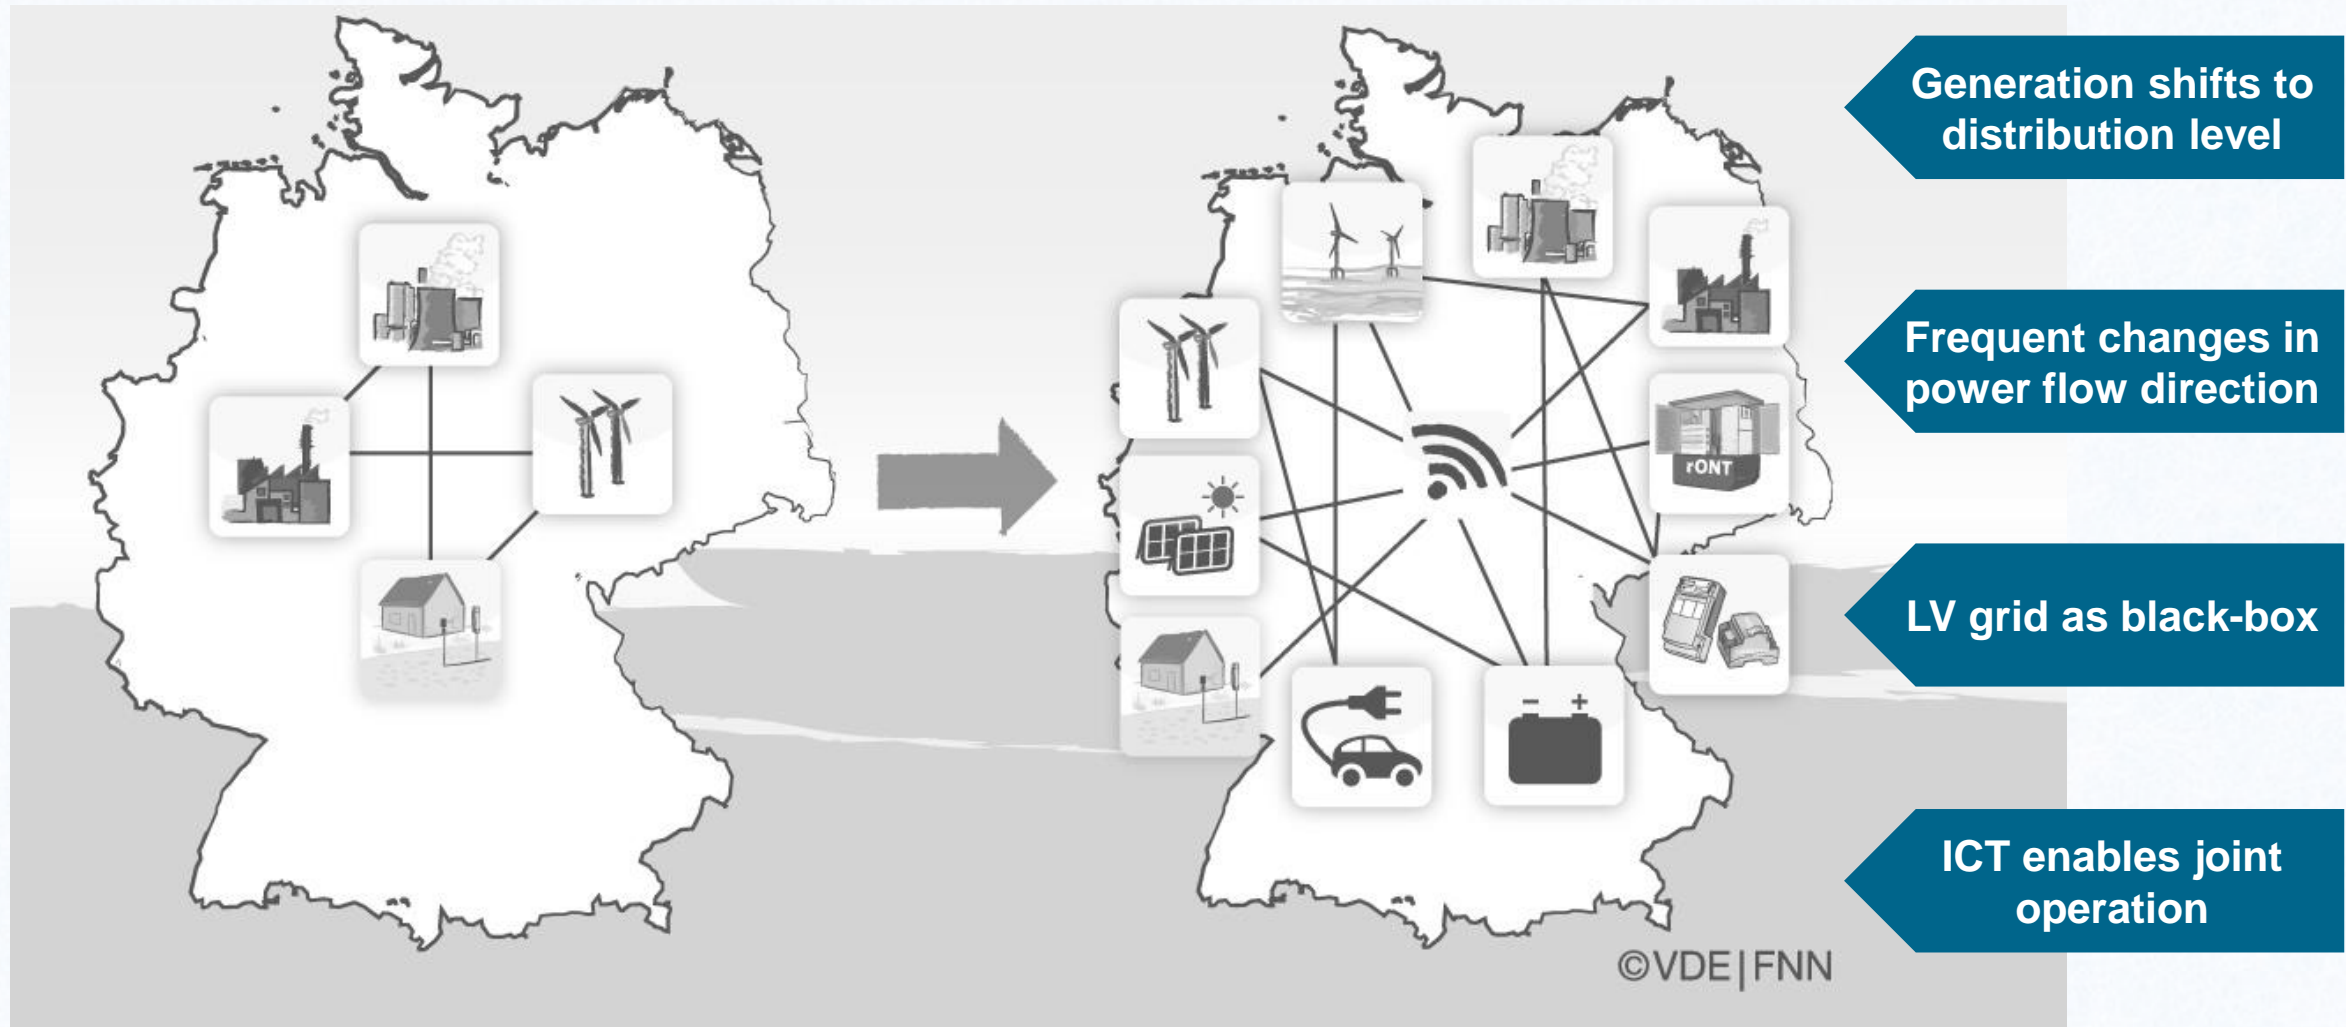 Generation shifts to
distribution level
Frequent changes in
power flow direction
rONT
LV grid as black-box
ICT enables joint
operation
©VDE|FNN